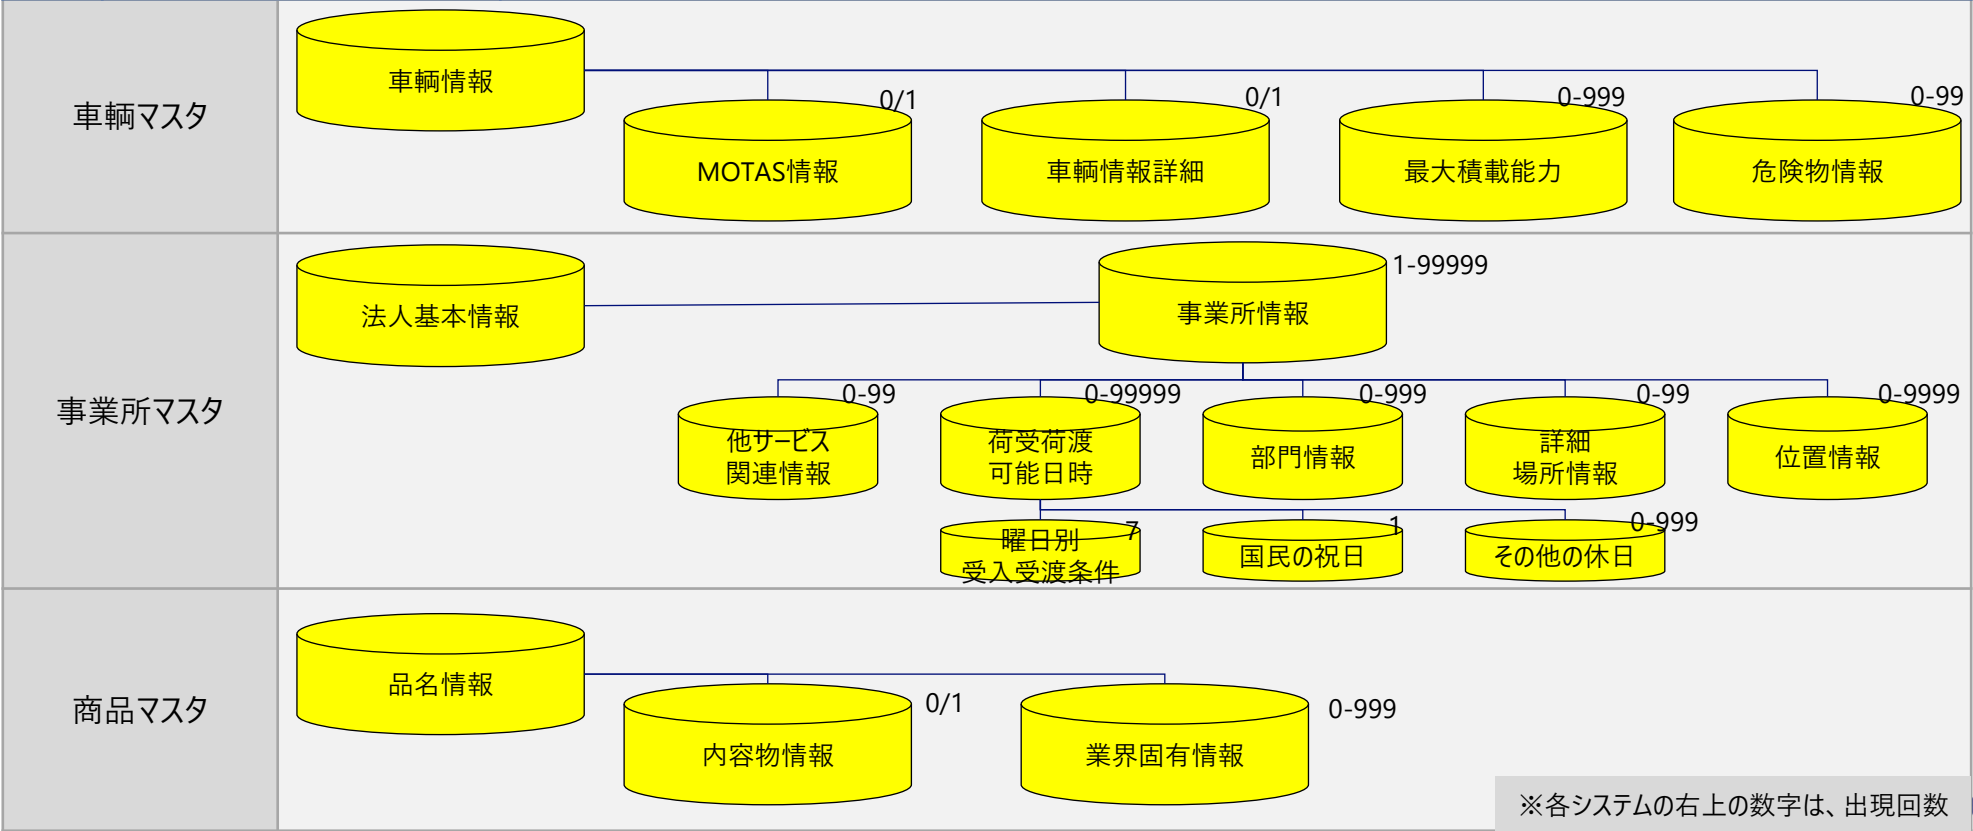 車輌マスタ
車輌情報
0/1
MOTAS情報
0/1
車輌情報詳細
0-999
最大積載能力
0-99
危険物情報
事業所マスタ
法人基本情報
1-99999
事業所情報
0-99
他サービス
関連情報
0-99999
荷受荷渡
可能日時
0-999
部門情報
0-99
詳細
場所情報
0-9999
位置情報
7
曜日別
受入受渡条件
1
国民の祝日
0-999
その他の休日
商品マスタ
品名情報
0/1
内容物情報
0-999
業界固有情報
※各システムの右上の数字は、出現回数